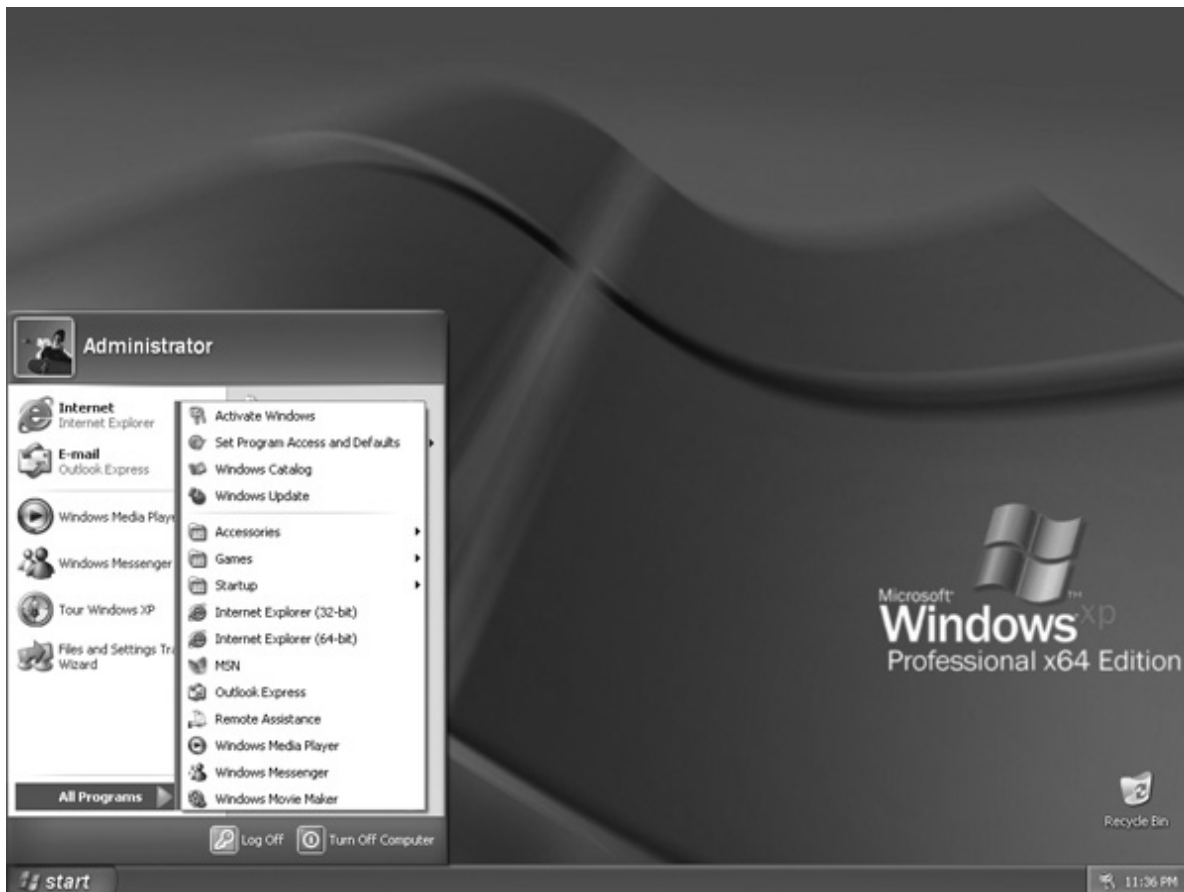 Administrator
Internet
Internet Explorer
E-mail
Outlook Express
Windows Media Playe
Windows Messenger
Tour Windows XP
Files and Settings Tra
Wizard
All Programs
Activate Windows
Set Program Access and Defaults
Windows Catalog
Windows Update
Accessories
Games
Startup
Internet Explorer (32-bit)
Internet Explorer (64-bit)
MSN
Outlook Express
Remote Assistance
Windows Media Player
Windows Messenger
Windows Movie Maker
Log Off
Turn Off Computer
Microsoft
Windows xp TM
Professional x64 Edition
Recycle Bin
start
11:36 PM